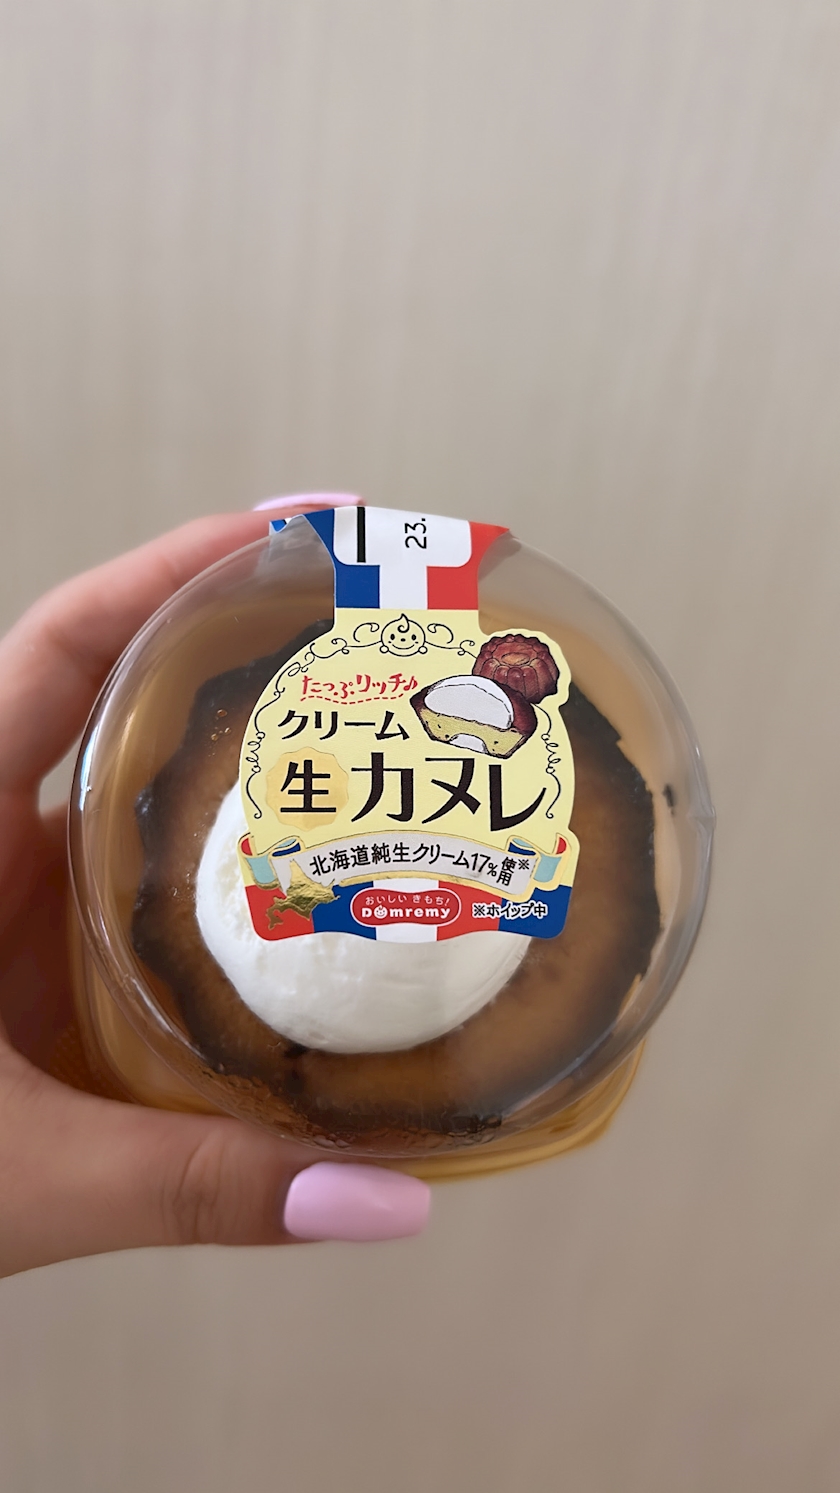 23.
たっぷリッチ♪
クリーム
生カヌレ
北海道純生クリーム17%使用※
おいしい きもち!
Domremy
※ホイップ中